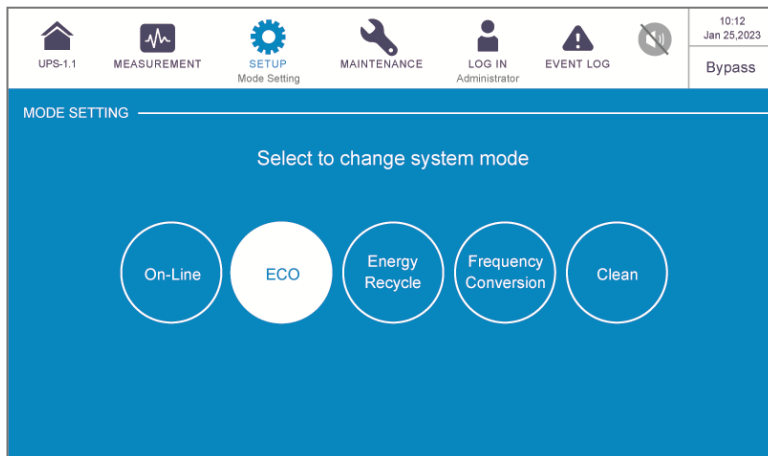 UPS-1.1
MEASUREMENT
SETUP
Mode Setting
MAINTENANCE
LOG IN
Administrator
EVENT LOG
10:12
Jan 25,2023
Bypass
MODE SETTING
Select to change system mode
On-Line
ECO
Energy
Recycle
Frequency
Conversion
Clean